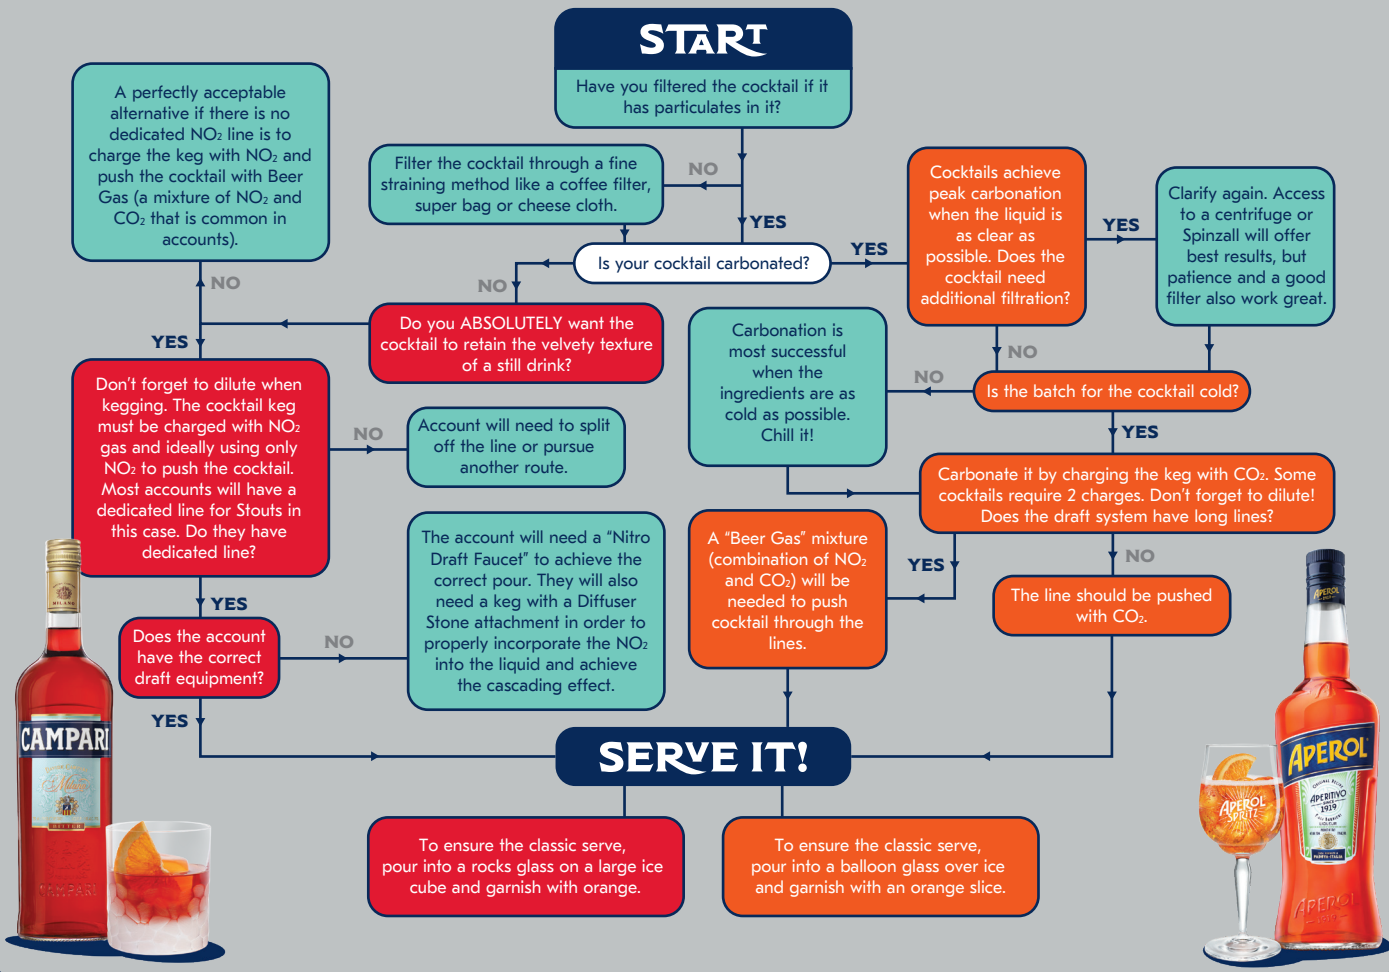 START
Have you filtered the cocktail if it
has particulates in it?
A perfectly acceptable
alternative if there is no
dedicated NO₂ line is to
charge the keg with NO₂ and
push the cocktail with Beer
Gas (a mixture of NO₂ and
CO₂ that is common in
accounts).
Filter the cocktail through a fine
straining method like a coffee filter,
super bag or cheese cloth.
NO
YES
Is your cocktail carbonated?
YES
Cocktails achieve
peak carbonation
when the liquid is
as clear as
possible. Does the
cocktail need
additional filtration?
YES
Clarify again. Access
to a centrifuge or
Spinzall will offer
best results, but
patience and a good
filter also work great.
NO
NO
YES
Do you ABSOLUTELY want the
cocktail to retain the velvety texture
of a still drink?
Carbonation is
most successful
when the
ingredients are as
cold as possible.
Chill it!
NO
NO
Is the batch for the cocktail cold?
YES
Don't forget to dilute when
kegging. The cocktail keg
must be charged with NO₂
gas and ideally using only
NO₂ to push the cocktail.
Most accounts will have a
dedicated line for Stouts in
this case. Do they have
dedicated line?
NO
Account will need to split
off the line or pursue
another route.
Carbonate it by charging the keg with CO₂. Some
cocktails require 2 charges. Don't forget to dilute!
Does the draft system have long lines?
The account will need a "Nitro
Draft Faucet" to achieve the
correct pour. They will also
need a keg with a Diffuser
Stone attachment in order to
properly incorporate the NO₂
into the liquid and achieve
the cascading effect.
A "Beer Gas" mixture
(combination of NO₂
and CO₂) will be
needed to push
cocktail through the
lines.
YES
NO
The line should be pushed
with CO₂.
YES
Does the account
have the correct
draft equipment?
NO
YES
SERVE IT!
To ensure the classic serve,
pour into a rocks glass on a large ice
cube and garnish with orange.
To ensure the classic serve,
pour into a balloon glass over ice
and garnish with an orange slice.
MILANO
CAMPARI
Milano
BITTER
CAMPARI
APEROL
SPRITZ
APEROL
APEROL
APERITIVO
SINCE
1919
APEROL